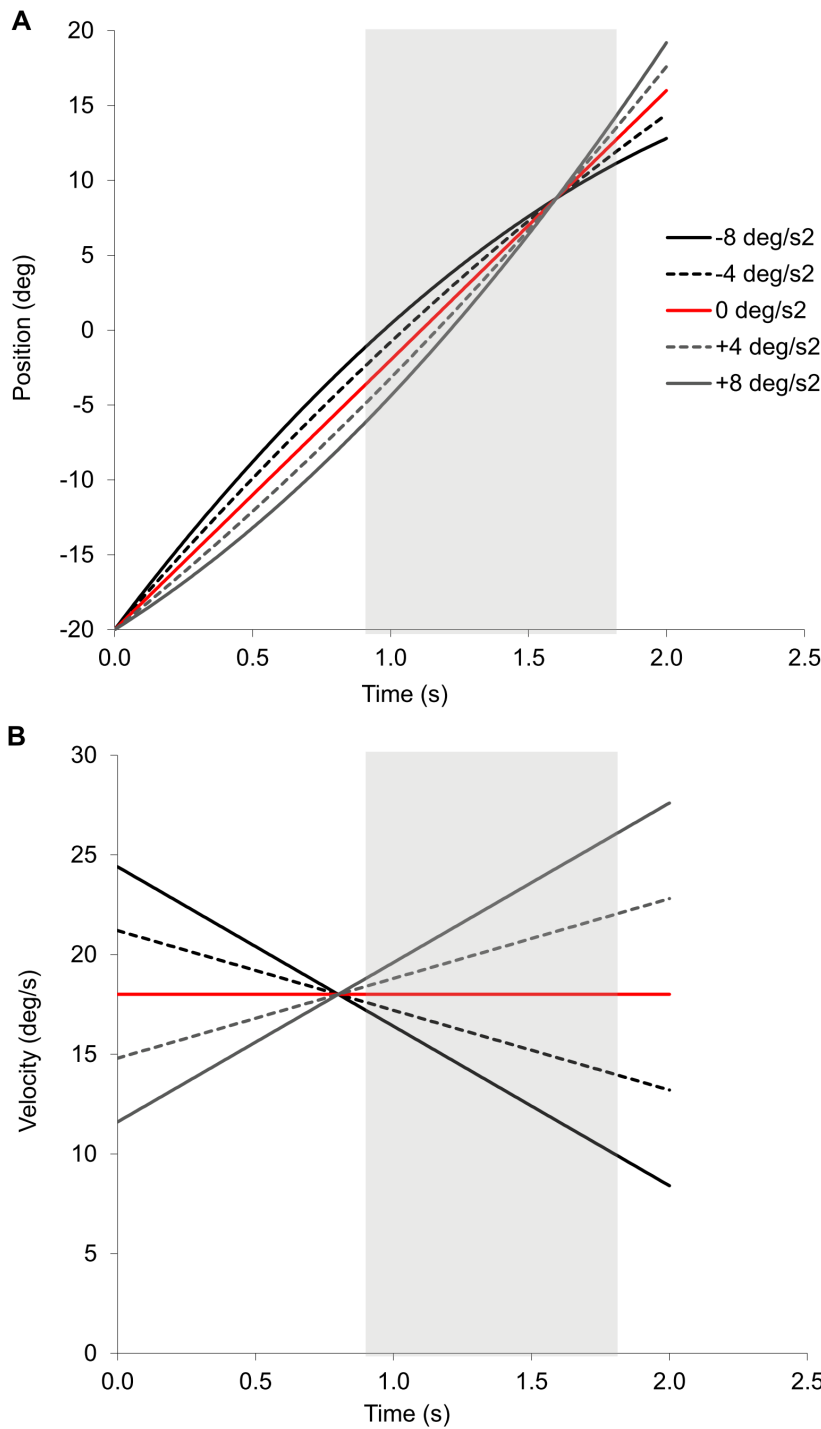 A
20
15
10
5
0
-5
-10
-15
-20
Position (deg)
-8 deg/s2
-4 deg/s2
0 deg/s2
+4 deg/s2
+8 deg/s2
0.0 0.5 1.0 1.5 2.0 2.5
Time (s)
B
30
25
20
15
10
5
0
Velocity (deg/s)
0.0 0.5 1.0 1.5 2.0 2.5
Time (s)